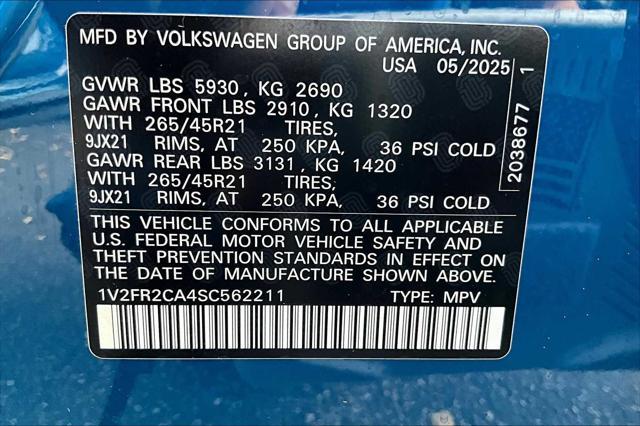 MFD BY VOLKSWAGEN GROUP OF AMERICA, INC.
USA 05/2025
GVWR LBS 5930, KG 2690
GAWR FRONT LBS 2910, KG 1320
WITH 265/45R21 TIRES,
9JX21 RIMS, AT 250 KPA, 36 PSI COLD
GAWR REAR LBS 3131, KG 1420
WITH 265/45R21 TIRES,
9JX21 RIMS, AT 250 KPA, 36 PSI COLD
THIS VEHICLE CONFORMS TO ALL APPLICABLE
U.S. FEDERAL MOTOR VEHICLE SAFETY AND
THEFT PREVENTION STANDARDS IN EFFECT ON
THE DATE OF MANUFACTURE SHOWN ABOVE
1V2FR2CA4SC562211 TYPE: MPV
2038677 1